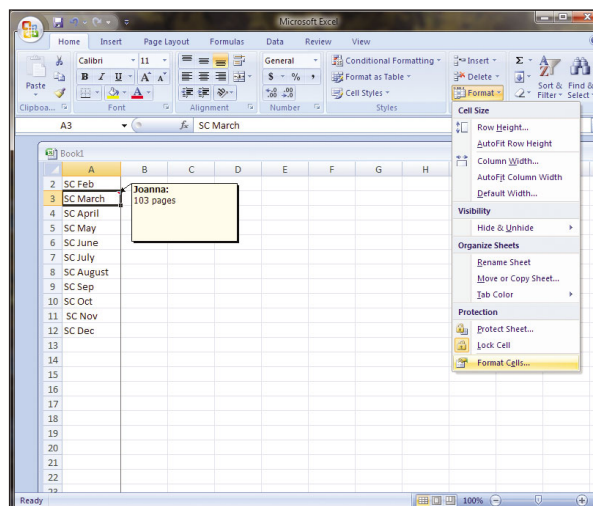 Microsoft Excel
Home Insert Page Layout Formulas Data Review View
Calibri 11 A A General Conditional Formatting Insert Σ
Paste B I U $ % , Format as Table Delete Sort & Filter Find & Select
A .00 .0 Cell Styles Format
Clipboa... Font Alignment Number Styles
A3 fx SC March
Cell Size
Row Height...
AutoFit Row Height
Column Width...
AutoFit Column Width
Default Width...
Visibility
Hide & Unhide
Organize Sheets
Rename Sheet
Move or Copy Sheet...
Tab Color
Protection
Protect Sheet...
Lock Cell
Format Cells...
Book1
A B C D E F G H
2 SC Feb
3 SC March
4 SC April
5 SC May
6 SC June
7 SC July
8 SC August
9 SC Sep
10 SC Oct
11 SC Nov
12 SC Dec
13
14
15
16
17
18
19
20
21
22
23
Joanna:
103 pages
Ready 100%